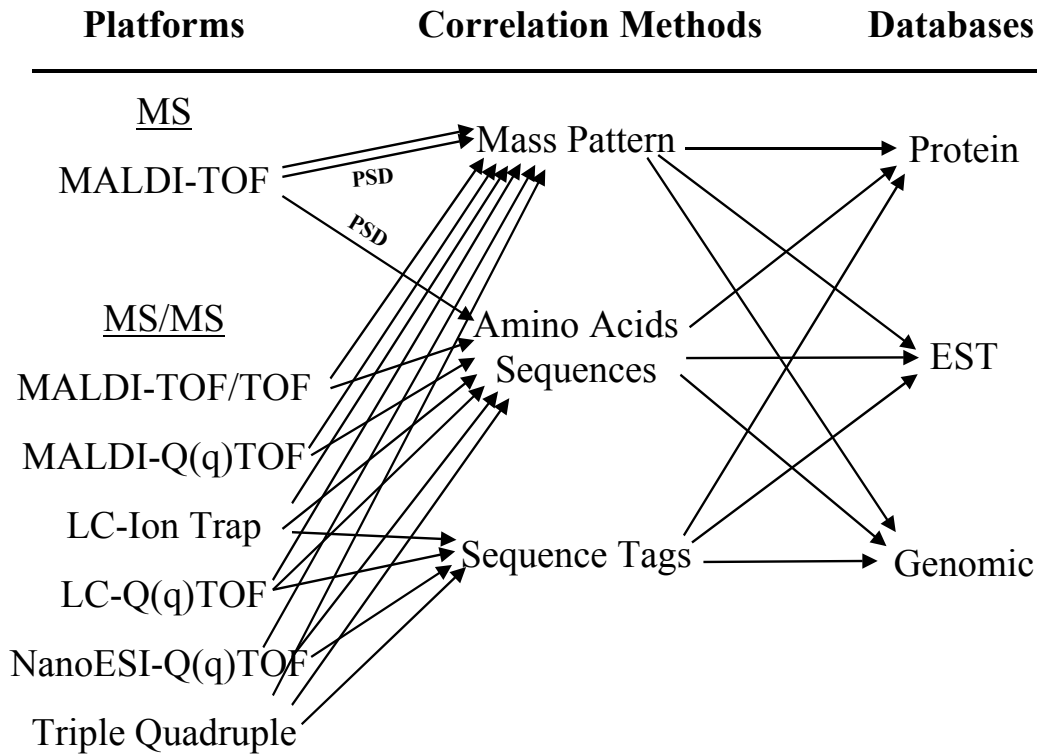 Platforms Correlation Methods Databases
MS
MALDI-TOF
PSD
PSD
Mass Pattern
Protein
MS/MS
MALDI-TOF/TOF
MALDI-Q(q)TOF
LC-Ion Trap
LC-Q(q)TOF
NanoESI-Q(q)TOF
Triple Quadruple
Amino Acids
Sequences
EST
Sequence Tags
Genomic